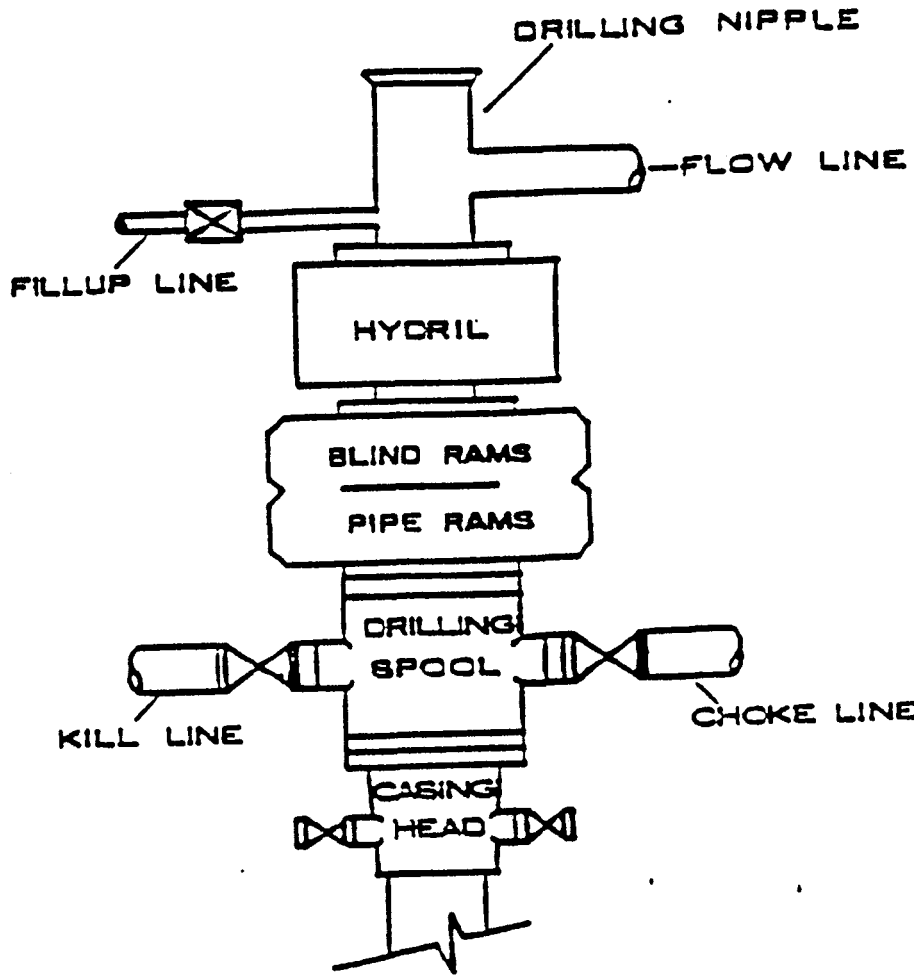 DRILLING NIPPLE
FLOW LINE
FILLUP LINE
HYDRIL
BLIND RAMS
PIPE RAMS
DRILLING
SPOOL
KILL LINE
CHOKE LINE
CASING
HEAD